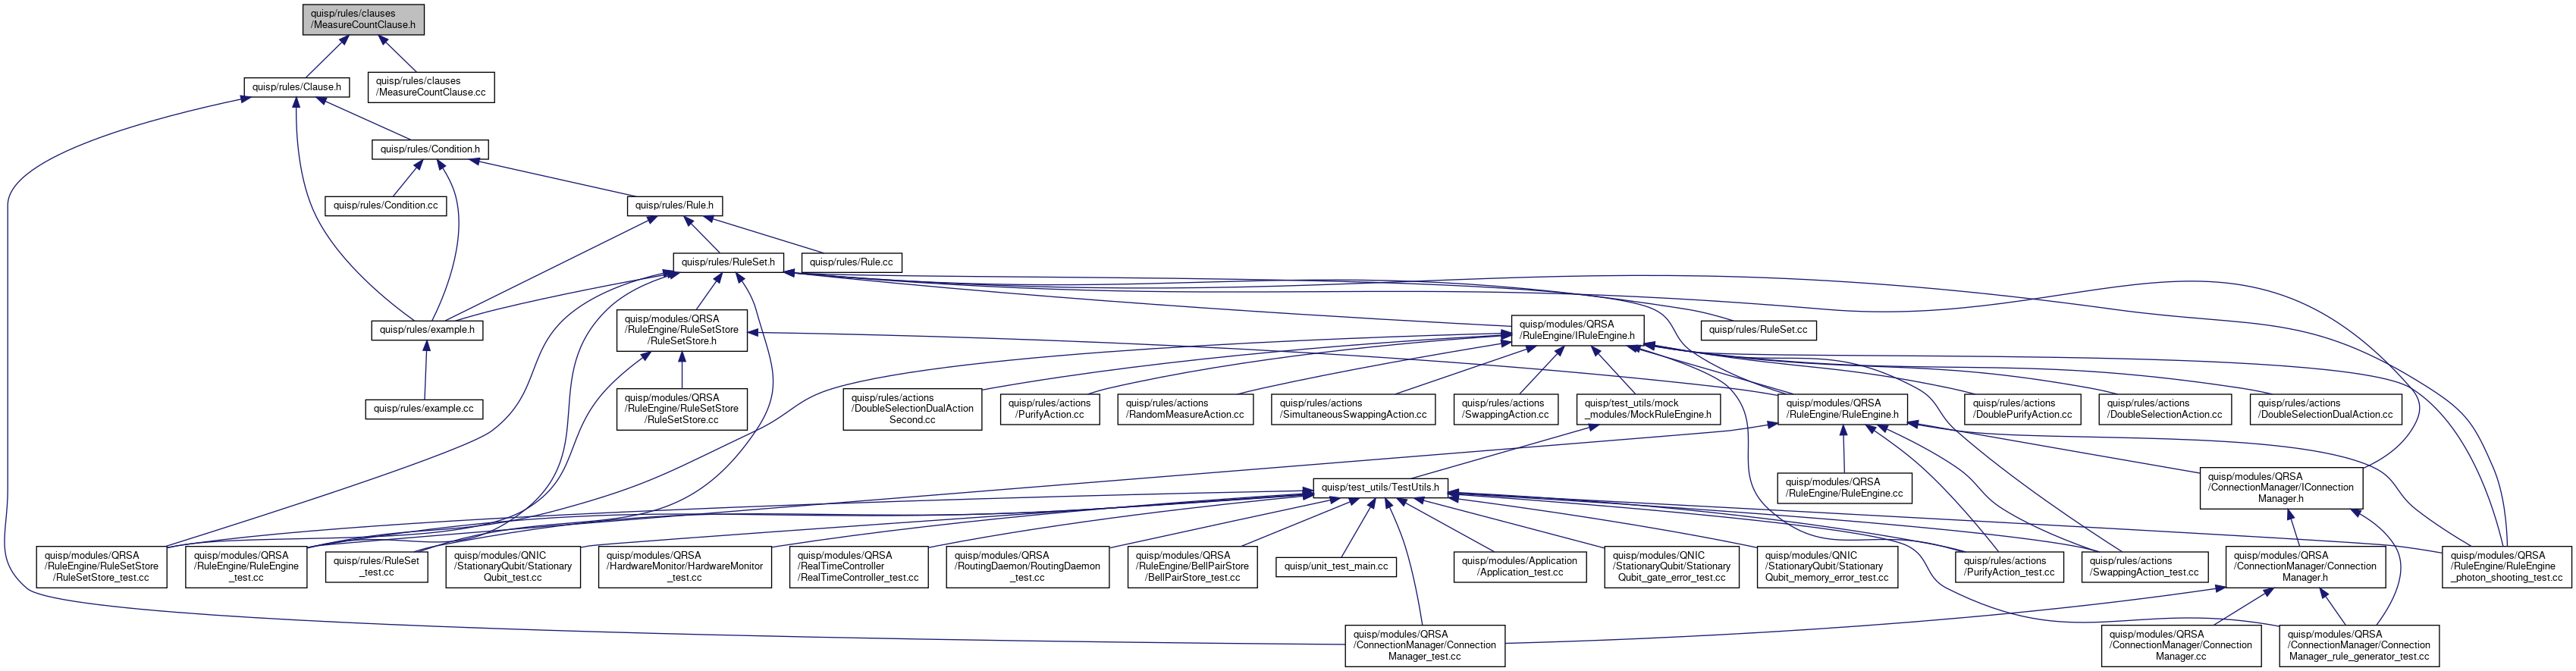 quisp/rules/clauses
/MeasureCountClause.h
quisp/rules/Clause.h
quisp/rules/clauses
/MeasureCountClause.cc
quisp/rules/Condition.h
quisp/rules/Condition.cc
quisp/rules/Rule.h
quisp/rules/RuleSet.h
quisp/rules/Rule.cc
quisp/rules/example.h
quisp/modules/QRSA
/RuleEngine/RuleSetStore
/RuleSetStore.h
quisp/modules/QRSA
/RuleEngine/IRuleEngine.h
quisp/rules/RuleSet.cc
quisp/rules/example.cc
quisp/modules/QRSA
/RuleEngine/RuleSetStore
/RuleSetStore.cc
quisp/rules/actions
/DoubleSelectionDualAction
Second.cc
quisp/rules/actions
/PurifyAction.cc
quisp/rules/actions
/RandomMeasureAction.cc
quisp/rules/actions
/SimultaneousSwappingAction.cc
quisp/rules/actions
/SwappingAction.cc
quisp/test_utils/mock
_modules/MockRuleEngine.h
quisp/modules/QRSA
/RuleEngine/RuleEngine.h
quisp/rules/actions
/DoublePurifyAction.cc
quisp/rules/actions
/DoubleSelectionAction.cc
quisp/rules/actions
/DoubleSelectionDualAction.cc
quisp/test_utils/TestUtils.h
quisp/modules/QRSA
/RuleEngine/RuleEngine.cc
quisp/modules/QRSA
/ConnectionManager/IConnection
Manager.h
quisp/modules/QRSA
/RuleEngine/RuleSetStore
/RuleSetStore_test.cc
quisp/modules/QRSA
/RuleEngine/RuleEngine
_test.cc
quisp/rules/RuleSet
_test.cc
quisp/modules/QNIC
/StationaryQubit/Stationary
Qubit_test.cc
quisp/modules/QRSA
/HardwareMonitor/HardwareMonitor
_test.cc
quisp/modules/QRSA
/RealTimeController
/RealTimeController_test.cc
quisp/modules/QRSA
/RoutingDaemon/RoutingDaemon
_test.cc
quisp/modules/QRSA
/RuleEngine/BellPairStore
/BellPairStore_test.cc
quisp/unit_test_main.cc
quisp/modules/Application
/Application_test.cc
quisp/modules/QNIC
/StationaryQubit/Stationary
Qubit_gate_error_test.cc
quisp/modules/QNIC
/StationaryQubit/Stationary
Qubit_memory_error_test.cc
quisp/rules/actions
/PurifyAction_test.cc
quisp/rules/actions
/SwappingAction_test.cc
quisp/modules/QRSA
/ConnectionManager/Connection
Manager.h
quisp/modules/QRSA
/RuleEngine/RuleEngine
_photon_shooting_test.cc
quisp/modules/QRSA
/ConnectionManager/Connection
Manager_test.cc
quisp/modules/QRSA
/ConnectionManager/Connection
Manager.cc
quisp/modules/QRSA
/ConnectionManager/Connection
Manager_rule_generator_test.cc